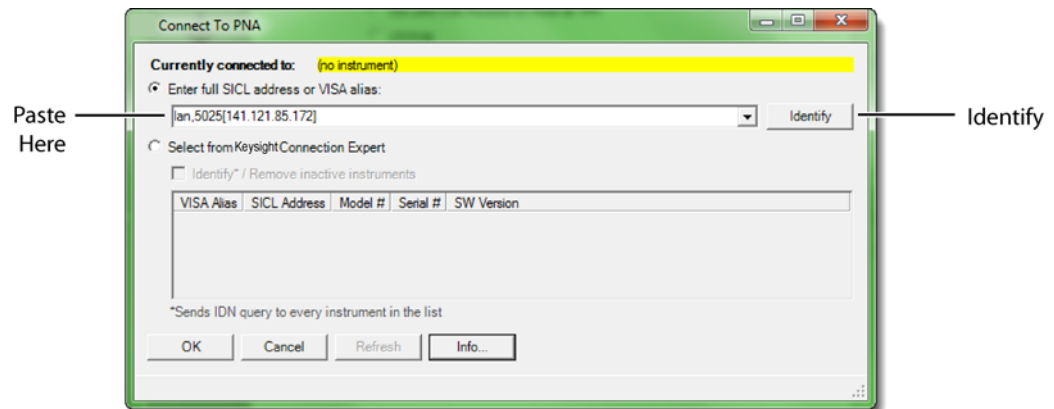 Connect To PNA
Currently connected to: (no instrument)
Enter full SICL address or VISA alias:
Paste Here
lan,5025[141.121.85.172]
Identify
Identify
Select from Keysight Connection Expert
Identify* / Remove inactive instruments
VISA Alias SICL Address Model # Serial # SW Version
*Sends IDN query to every instrument in the list
OK Cancel Refresh Info...